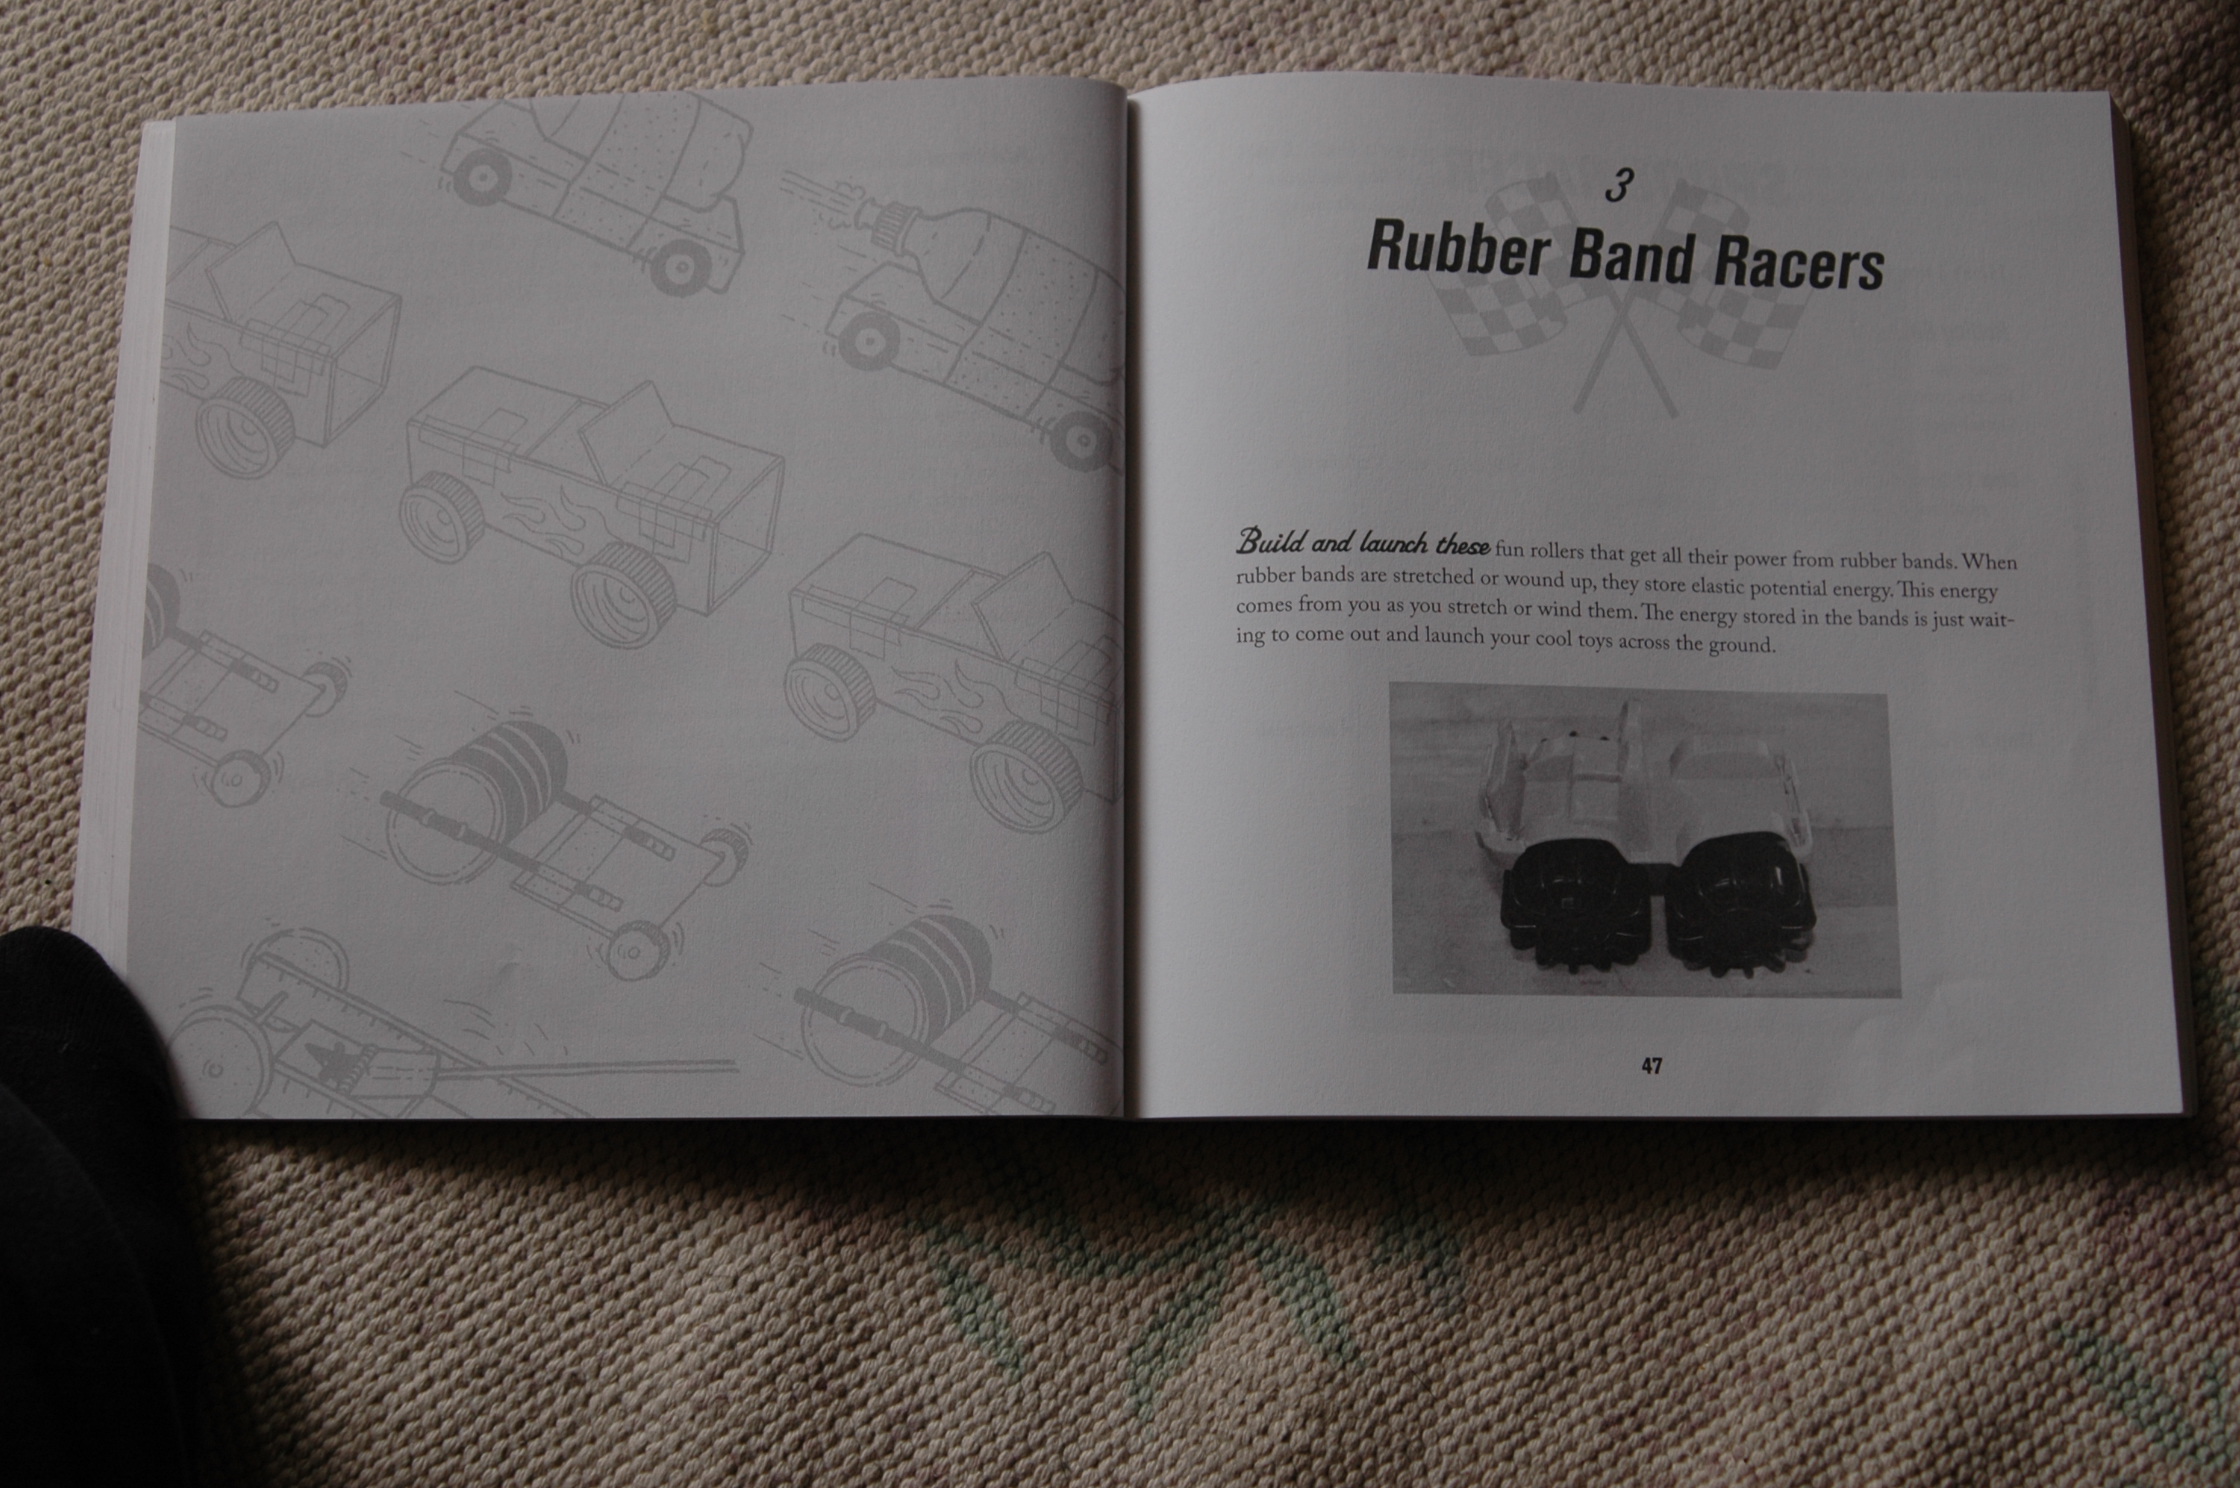 3
Rubber Band Racers
Build and launch these fun rollers that get all their power from rubber bands. When
rubber bands are stretched or wound up, they store elastic potential energy. This energy
comes from you as you stretch or wind them. The energy stored in the bands is just wait-
ing to come out and launch your cool toys across the ground.
47